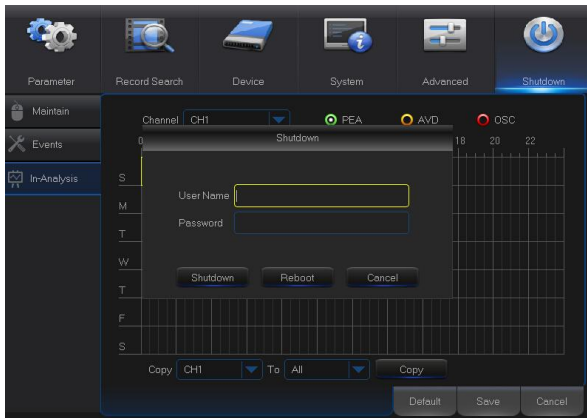 Parameter Record Search Device System Advanced Shutdown
Maintain
Events
In-Analysis
Channel CH1 PEA AVD OSC
Shutdown
0 18 20 22
S
M
T
W
T
F
S
User Name
Password
Shutdown Reboot Cancel
Copy CH1 To All Copy
Default Save Cancel